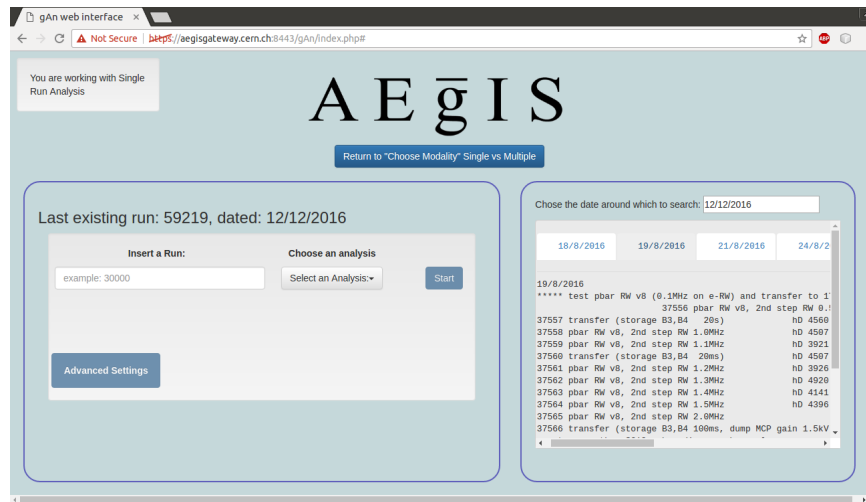 gAn web interface
Not Secure | https://aegisgateway.cern.ch:8443/gAn/index.php#
ABP
You are working with Single
Run Analysis
AEḡIS
Return to "Choose Modality" Single vs Multiple
Last existing run: 59219, dated: 12/12/2016
Insert a Run: Choose an analysis
example: 30000 Select an Analysis: Start
Advanced Settings
Chose the date around which to search: 12/12/2016
18/8/2016 19/8/2016 21/8/2016 24/8/2
19/8/2016
***** test pbar RW v8 (0.1MHz on e-RW) and transfer to 1
37556 pbar RW v8, 2nd step RW 0.5
37557 transfer (storage B3,B4 20s) hD 4560
37558 pbar RW v8, 2nd step RW 1.0MHz hD 4507
37559 pbar RW v8, 2nd step RW 1.1MHz hD 3921
37560 transfer (storage B3,B4 20ms) hD 4507
37561 pbar RW v8, 2nd step RW 1.2MHz hD 3926
37562 pbar RW v8, 2nd step RW 1.3MHz hD 4920
37563 pbar RW v8, 2nd step RW 1.4MHz hD 4141
37564 pbar RW v8, 2nd step RW 1.5MHz hD 4396
37565 pbar RW v8, 2nd step RW 2.0MHz
37566 transfer (storage B3,B4 100ms, dump MCP gain 1.5kV